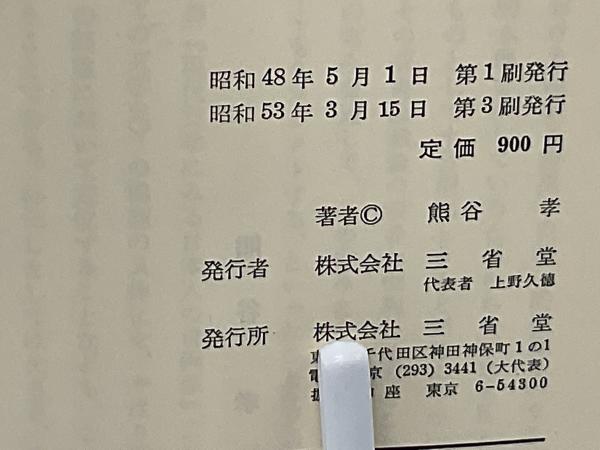 昭和48年 5月 1日 第1刷発行
昭和53年 3月 15日 第3刷発行
定価 900円
著者© 熊谷 孝
発行者 株式会社 三省堂
代表者 上野久徳
発行所 株式会社 三省堂
東 千代田区神田神保町1の1
電 京 (293) 3441 (大代表)
振 口座 東京 6-54300